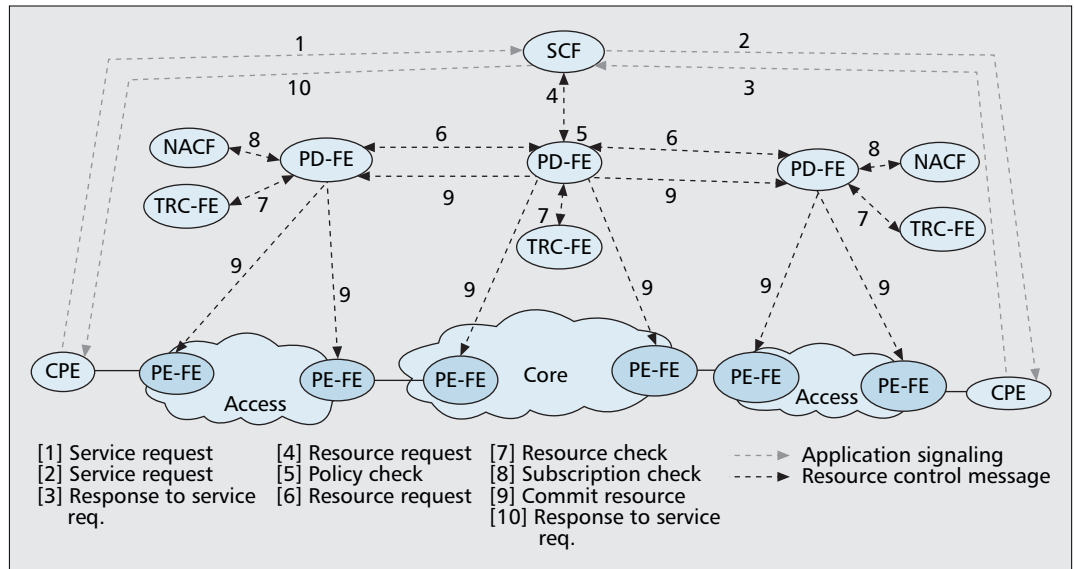 1
SCF
2
10
3
4
NACF
8
PD-FE
6
5
PD-FE
6
PD-FE
8
NACF
TRC-FE
7
9
7
TRC-FE
9
7
TRC-FE
9
9
9
9
9
9
CPE
PE-FE
Access
PE-FE
PE-FE
Core
PE-FE
PE-FE
Access
PE-FE
CPE
[1] Service request
[2] Service request
[3] Response to service
req.
[4] Resource request
[5] Policy check
[6] Resource request
[7] Resource check
[8] Subscription check
[9] Commit resource
[10] Response to service
req.
Application signaling
Resource control message